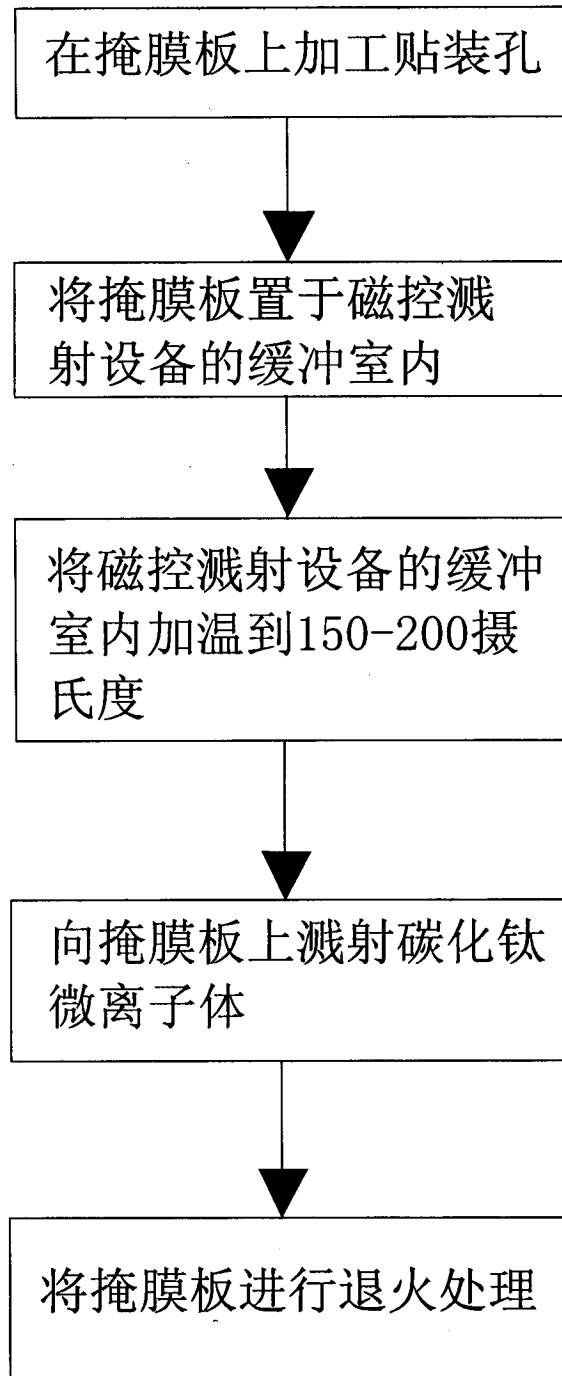 在掩膜板上加工贴装孔
将掩膜板置于磁控溅
射设备的缓冲室内
将磁控溅射设备的缓冲
室内加温到150-200摄
氏度
向掩膜板上溅射碳化钛
微离子体
将掩膜板进行退火处理